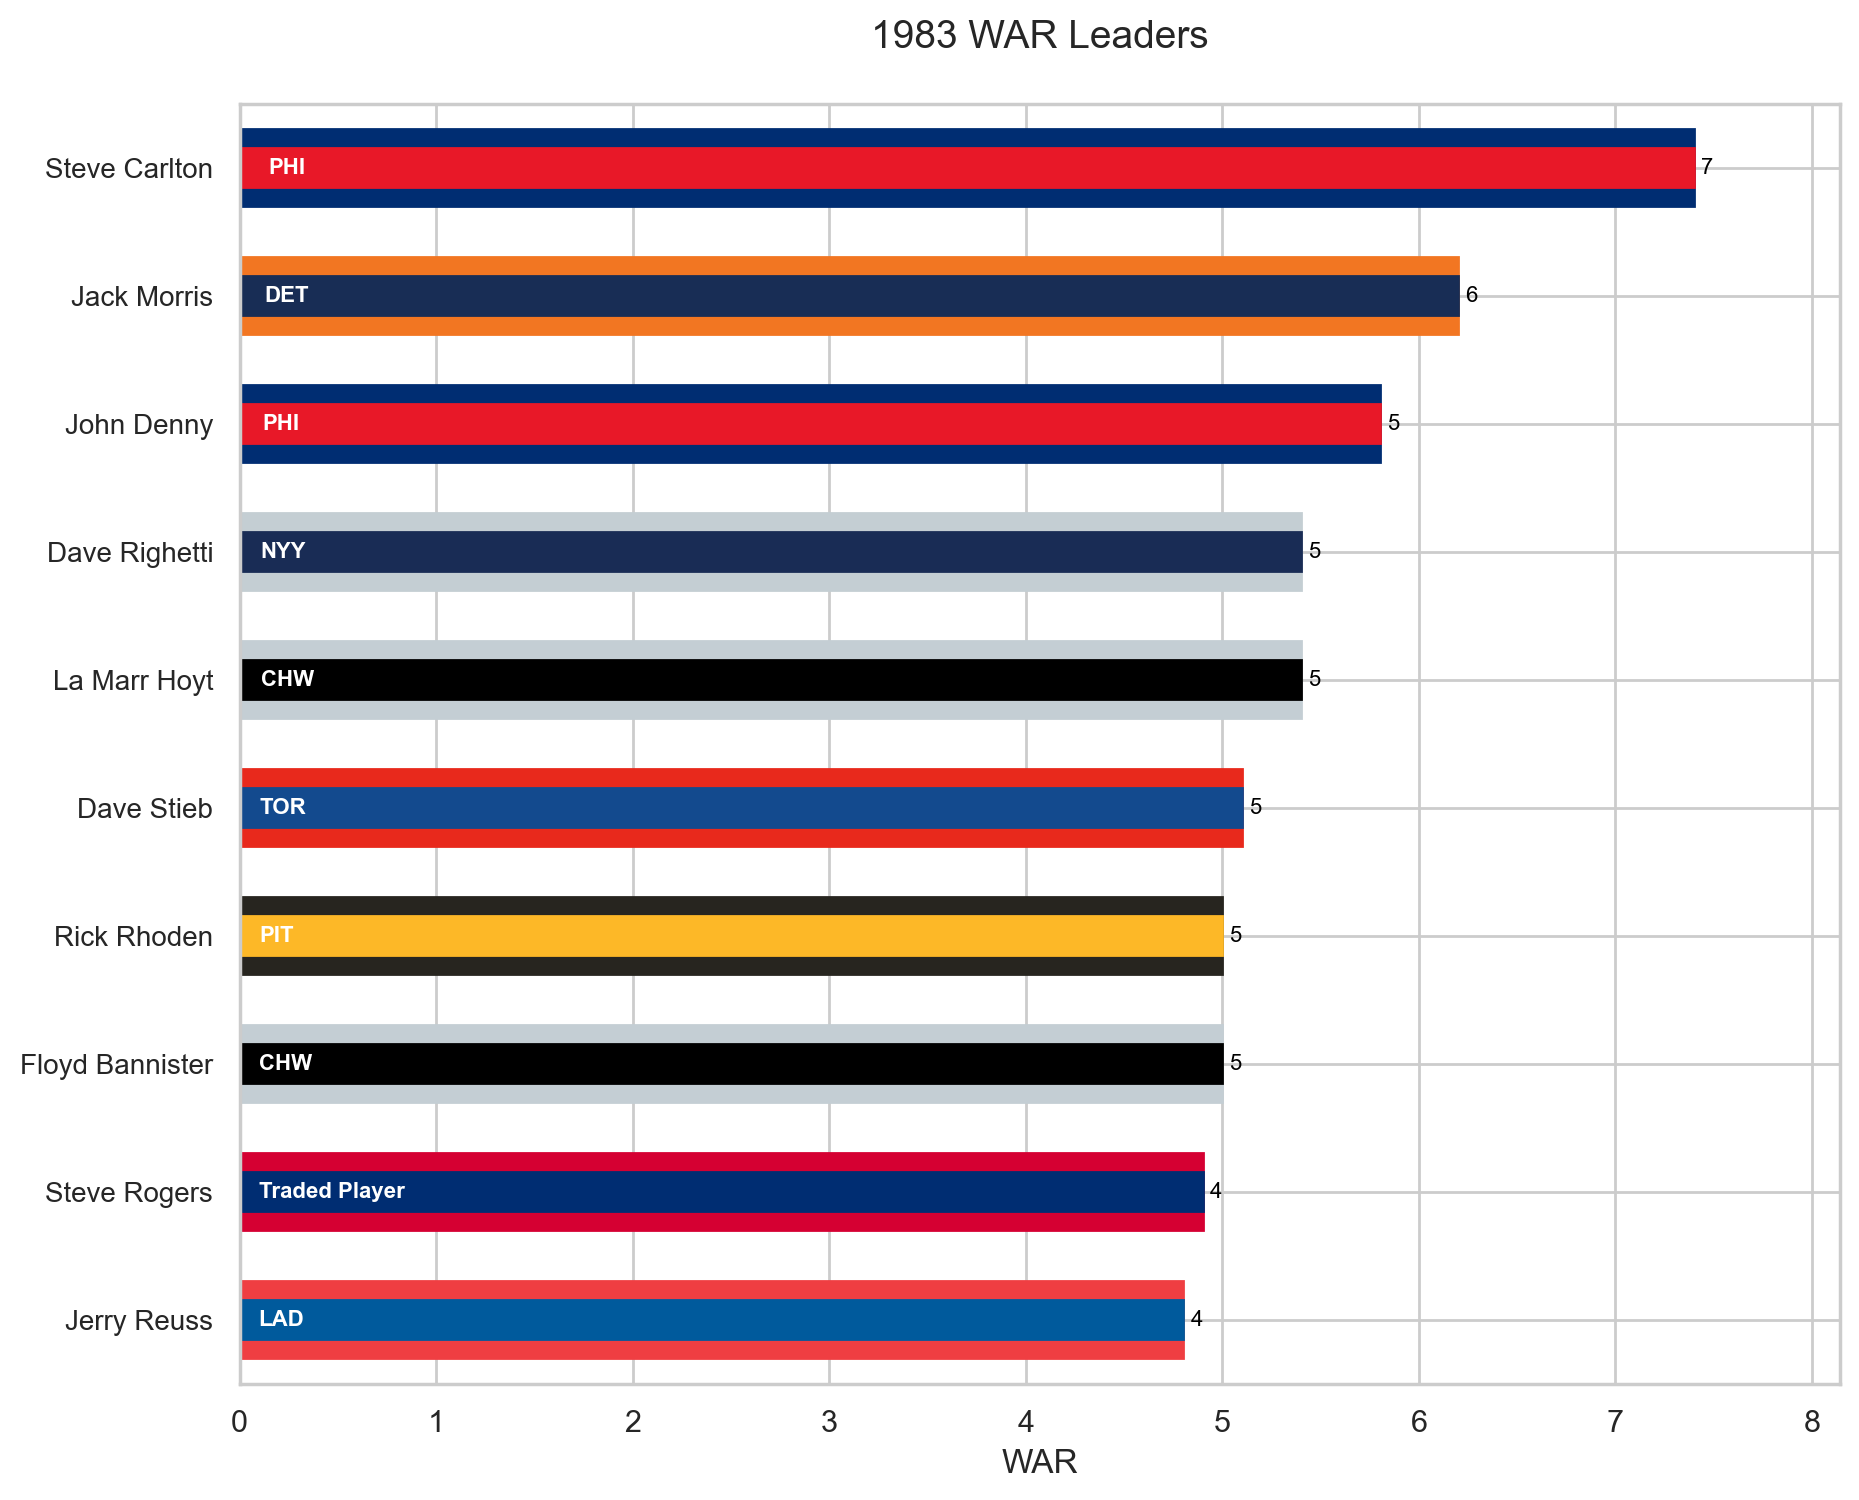 1983 WAR Leaders
Steve Carlton PHI 7
Jack Morris DET 6
John Denny PHI 5
Dave Righetti NYY 5
La Marr Hoyt CHW 5
Dave Stieb TOR 5
Rick Rhoden PIT 5
Floyd Bannister CHW 5
Steve Rogers Traded Player 4
Jerry Reuss LAD 4
0 1 2 3 4 5 6 7 8
WAR